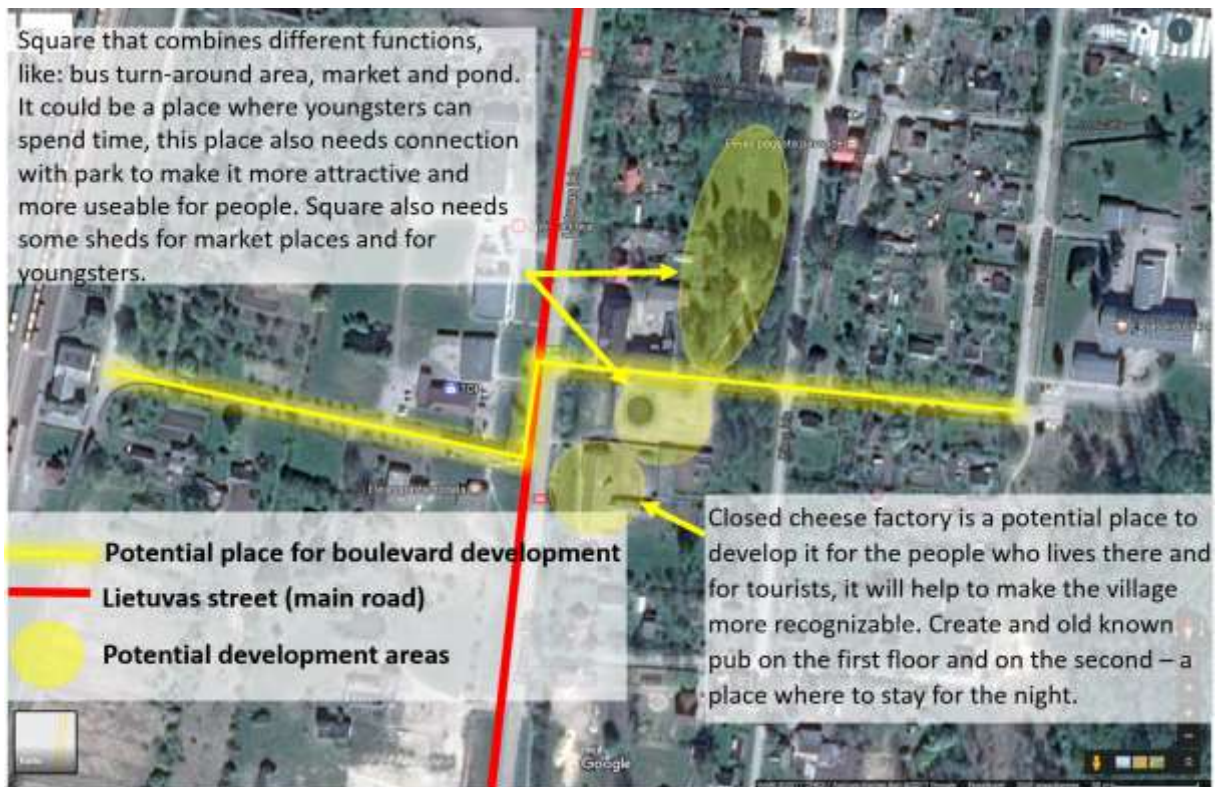 Square that combines different functions,
like: bus turn-around area, market and pond.
It could be a place where youngsters can
spend time, this place also needs connection
with park to make it more attractive and
more useable for people. Square also needs
some sheds for market places and for
youngsters.
Closed cheese factory is a potential place to
develop it for the people who lives there and
for tourists, it will help to make the village
more recognizable. Create and old known
pub on the first floor and on the second – a
place where to stay for the night.
Potential place for boulevard development
Lietuvas street (main road)
Potential development areas
Google